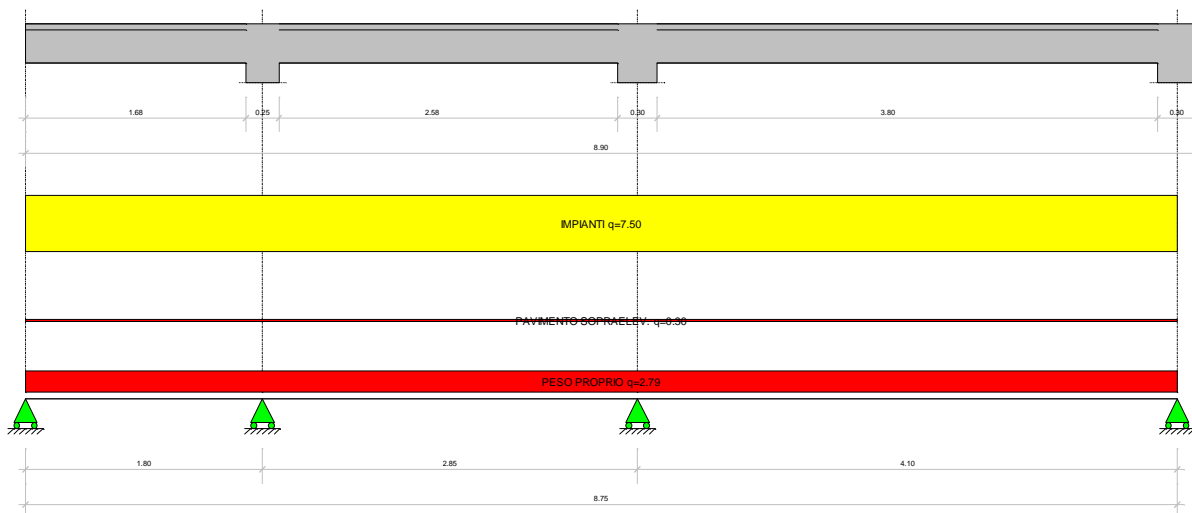 1.68 0.25 2.58 0.30 3.80 0.30
8.90
IMPIANTI q=7.50
PAVIMENTO SOPRAELEV. q=0.30
PESO PROPRIO q=2.79
1.80 2.85 4.10
8.75